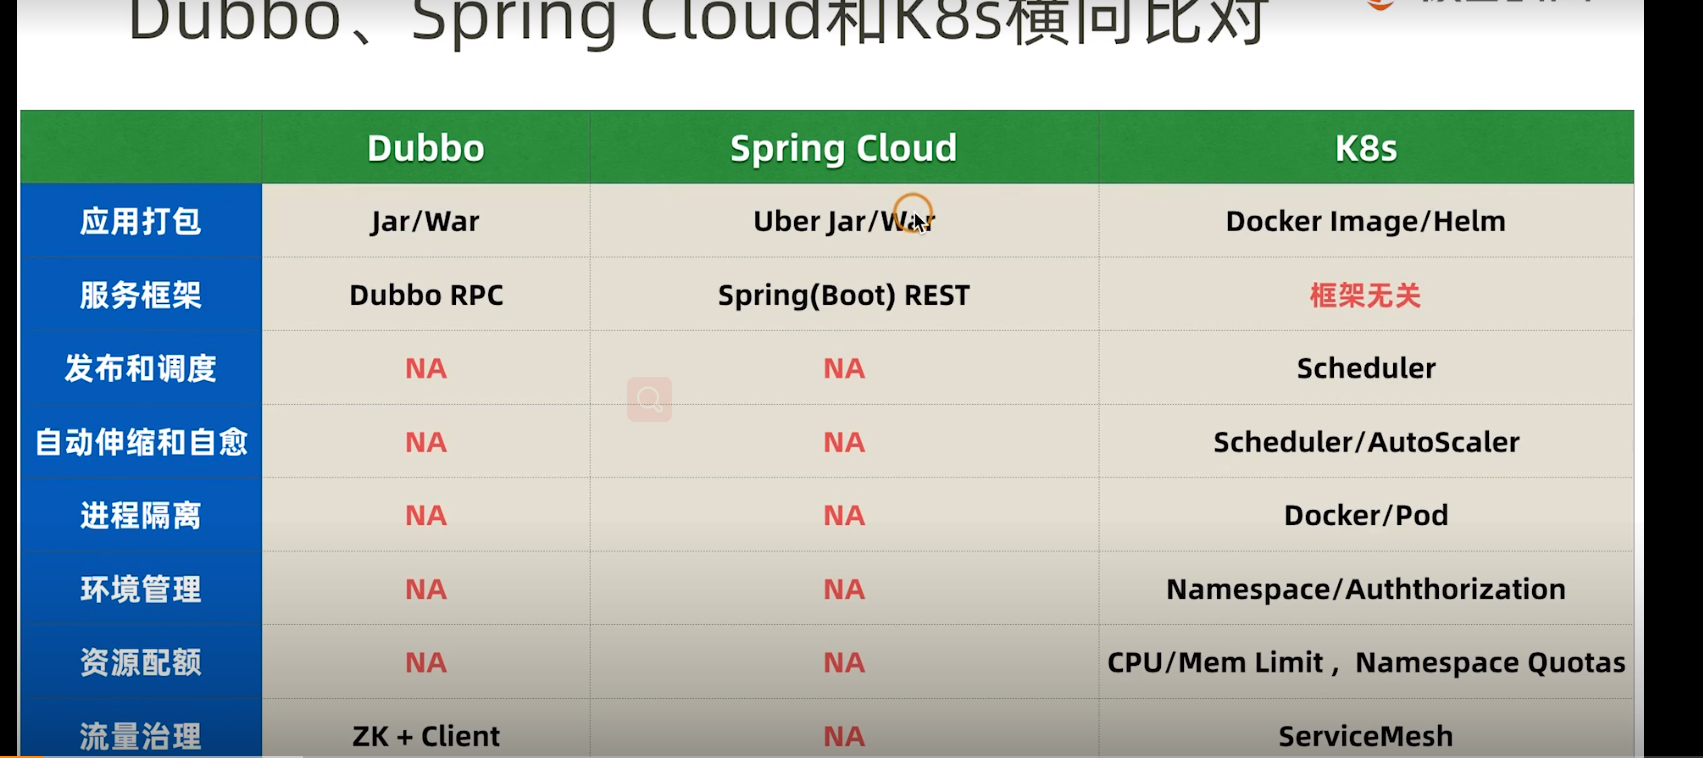 Dubbo、Spring Cloud和K8s横向比对
Dubbo Spring Cloud K8s
应用打包 Jar/War Uber Jar/War Docker Image/Helm
服务框架 Dubbo RPC Spring(Boot) REST 框架无关
发布和调度 NA NA Scheduler
自动伸缩和自愈 NA NA Scheduler/AutoScaler
进程隔离 NA NA Docker/Pod
环境管理 NA NA Namespace/Auththorization
资源配额 NA NA CPU/Mem Limit，Namespace Quotas
流量治理 ZK + Client NA ServiceMesh